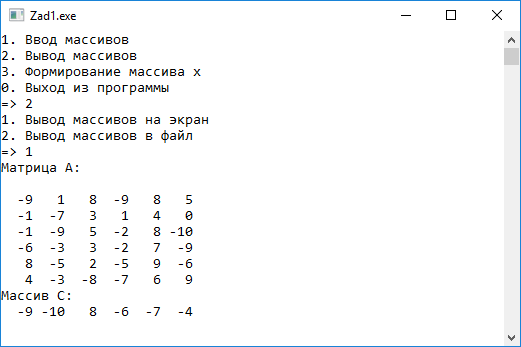 Zad1.exe
1. Ввод массивов
2. Вывод массивов
3. Формирование массива x
0. Выход из программы
=> 2
1. Вывод массивов на экран
2. Вывод массивов в файл
=> 1
Матрица A:
-9 1 8 -9 8 5
-1 -7 3 1 4 0
-1 -9 5 -2 8 -10
-6 -3 3 -2 7 -9
8 -5 2 -5 9 -6
4 -3 -8 -7 6 9
Массив C:
-9 -10 8 -6 -7 -4